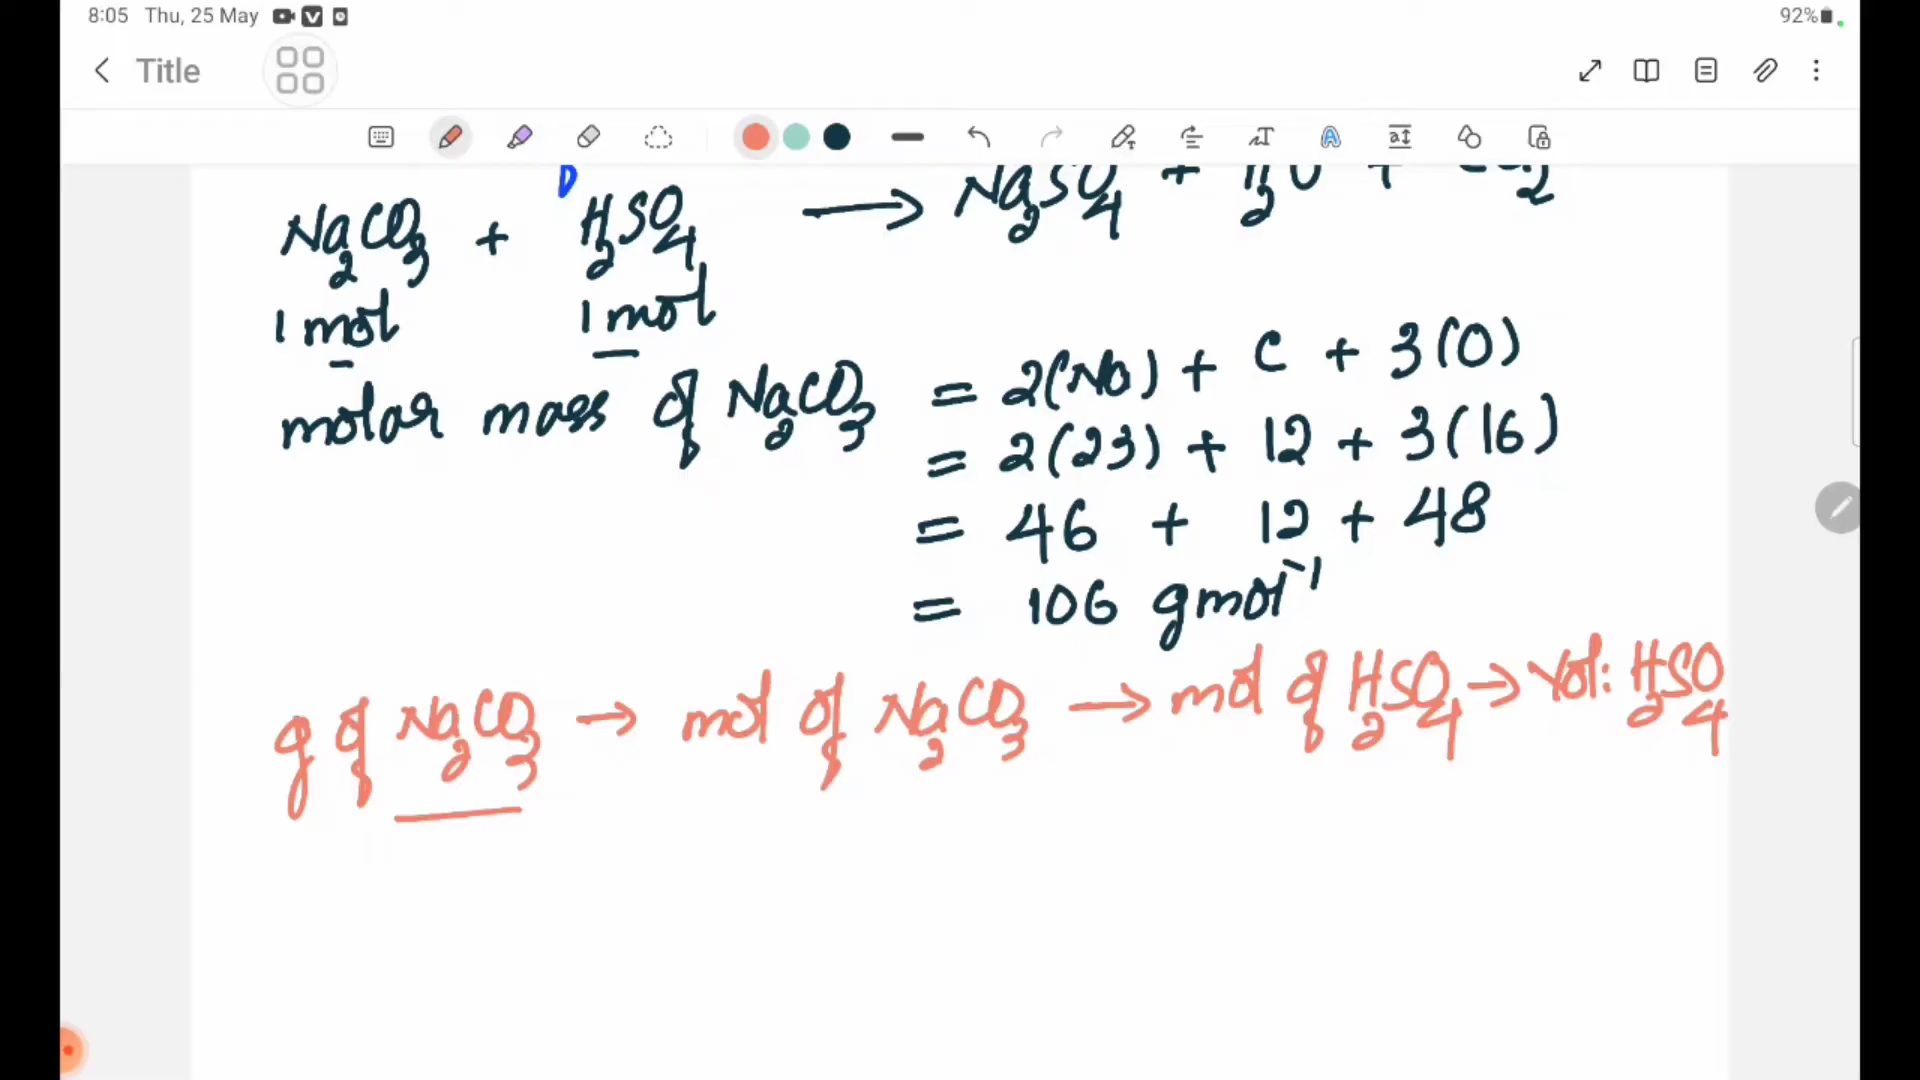 8:05 Thu, 25 May 92%
Title
Na2CO3 + H2SO4 → Na2SO4 + H2O + CO2
1 mol 1 mol
molar mass of Na2CO3 = 2(Na) + C + 3(O)
= 2(23) + 12 + 3(16)
= 46 + 12 + 48
= 106 gmol⁻¹
g of Na2CO3 → mol of Na2CO3 → mol of H2SO4 → Vol: H2SO4